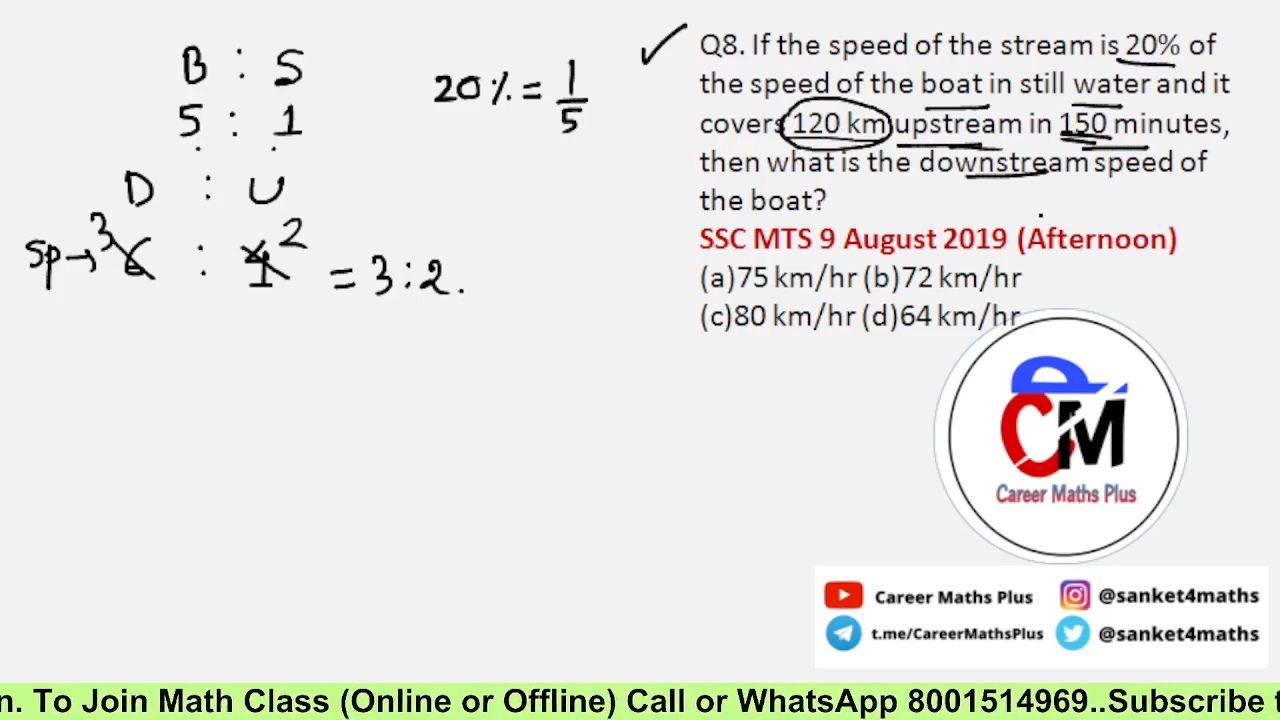 B : S
5 : 1
20% = 1/5
D : U
Sp→ 3 6 : 4 2 = 3:2.
✓ Q8. If the speed of the stream is 20% of
the speed of the boat in still water and it
covers 120 km upstream in 150 minutes,
then what is the downstream speed of
the boat?
SSC MTS 9 August 2019 (Afternoon)
(a)75 km/hr (b)72 km/hr
(c)80 km/hr (d)64 km/hr
CM
Career Maths Plus
Career Maths Plus @sanket4maths
t.me/CareerMathsPlus @sanket4maths
n. To Join Math Class (Online or Offline) Call or WhatsApp 8001514969..Subscribe t